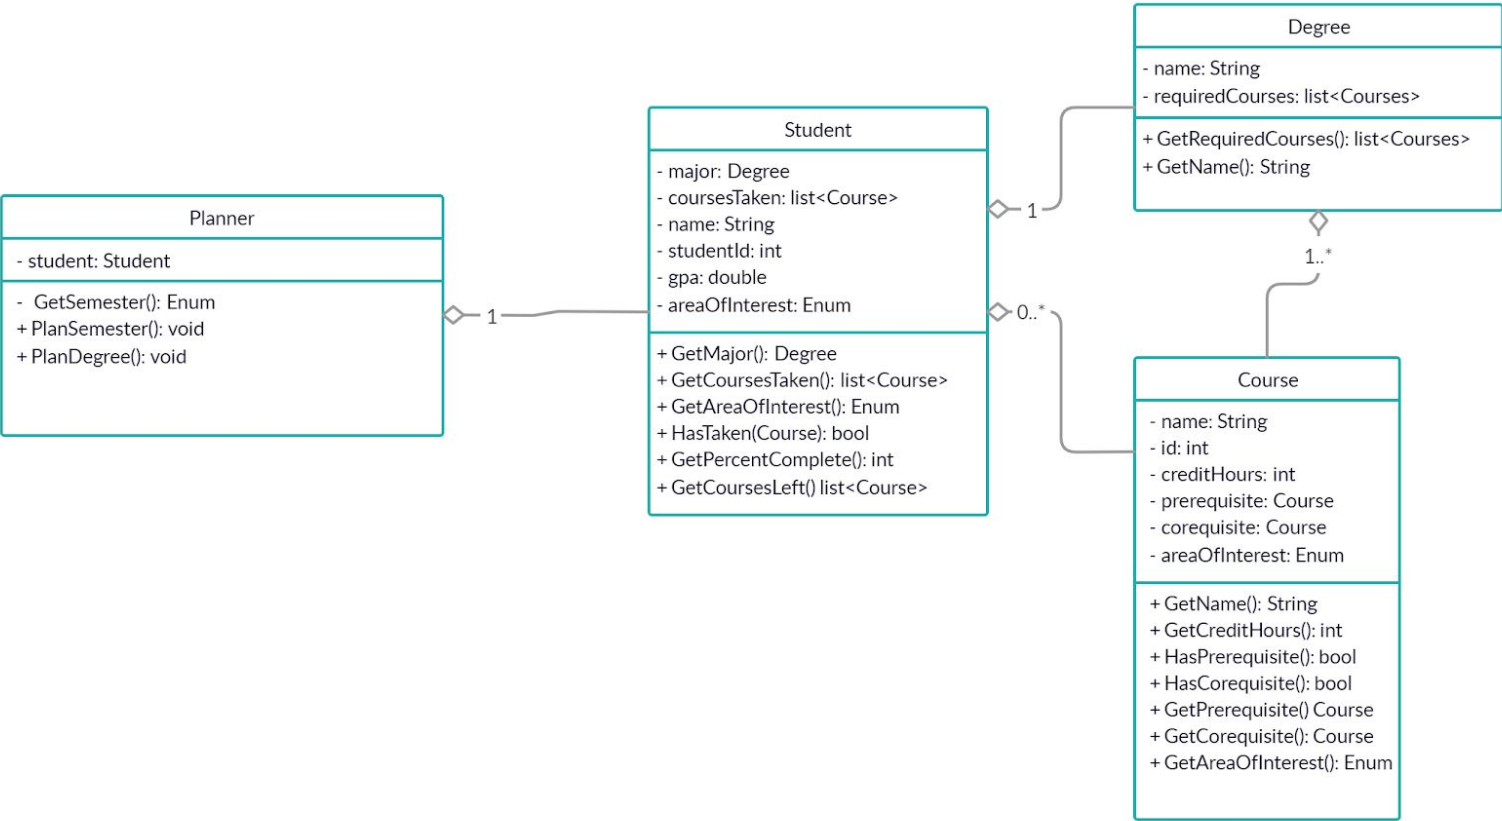 Planner
- student: Student
- GetSemester(): Enum
+ PlanSemester(): void
+ PlanDegree(): void
1
Student
- major: Degree
- coursesTaken: list<Course>
- name: String
- studentId: int
- gpa: double
- areaOfInterest: Enum
+ GetMajor(): Degree
+ GetCoursesTaken(): list<Course>
+ GetAreaOfInterest(): Enum
+ HasTaken(Course): bool
+ GetPercentComplete(): int
+ GetCoursesLeft() list<Course>
1
0..*
Degree
- name: String
- requiredCourses: list<Courses>
+ GetRequiredCourses(): list<Courses>
+ GetName(): String
1..*
Course
- name: String
- id: int
- creditHours: int
- prerequisite: Course
- corequisite: Course
- areaOfInterest: Enum
+ GetName(): String
+ GetCreditHours(): int
+ HasPrerequisite(): bool
+ HasCorequisite(): bool
+ GetPrerequisite() Course
+ GetCorequisite(): Course
+ GetAreaOfInterest(): Enum